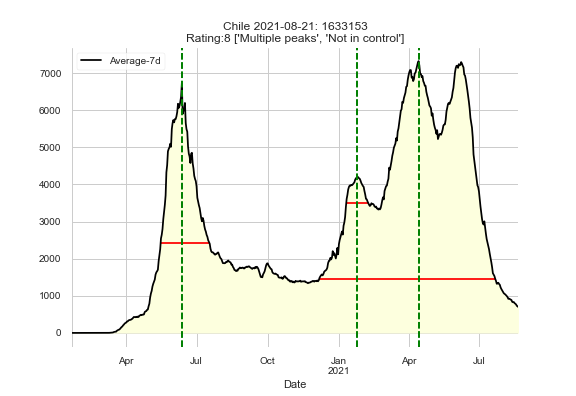 Chile 2021-08-21: 1633153
Rating:8 ['Multiple peaks', 'Not in control']
Average-7d
7000
6000
5000
4000
3000
2000
1000
0
Apr Jul Oct Jan Apr Jul
2021
Date